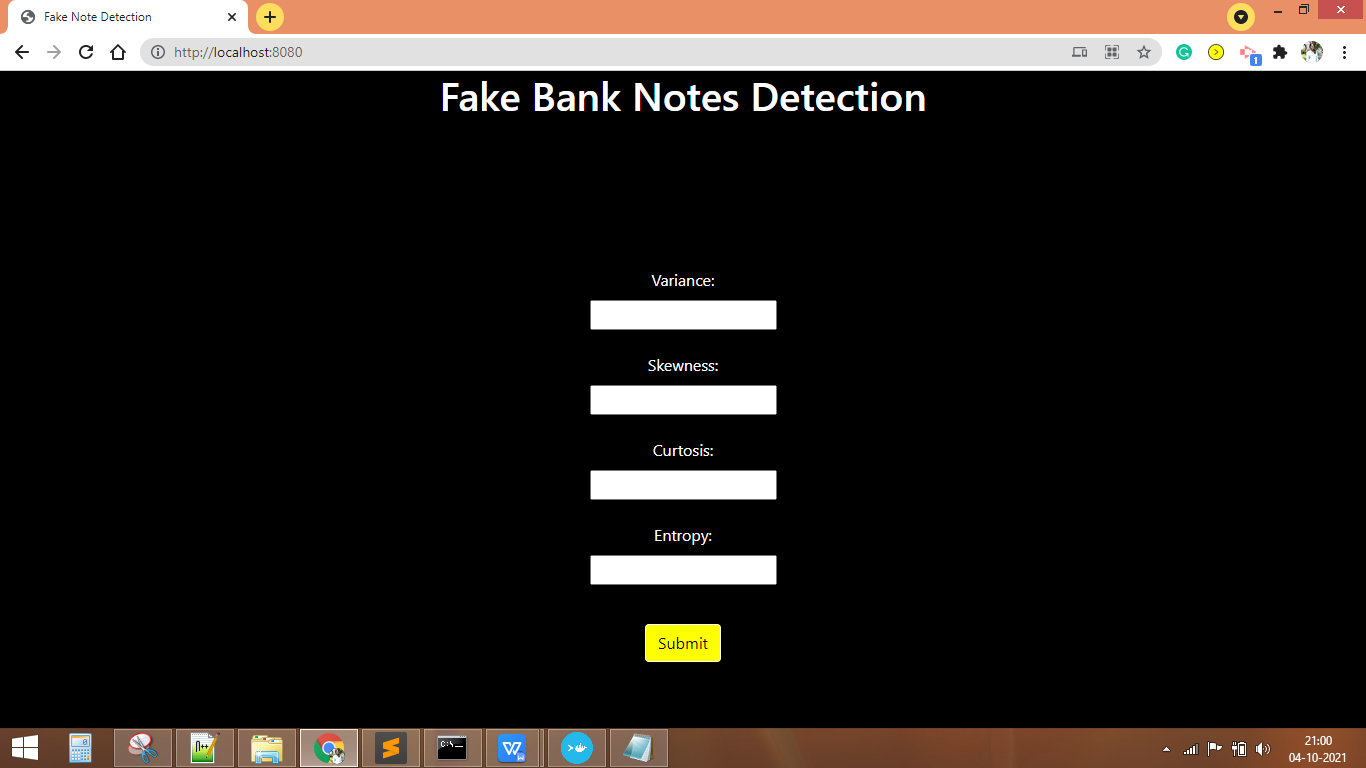 Fake Note Detection
http://localhost:8080
1
Fake Bank Notes Detection
Variance:
Skewness:
Curtosis:
Entropy:
Submit
21:00
04-10-2021